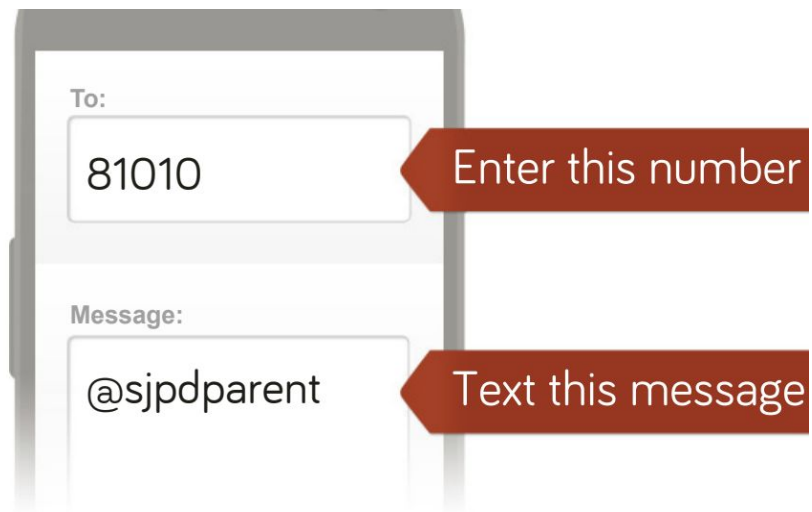 To:
81010
Enter this number
Message:
@sjpdparent
Text this message